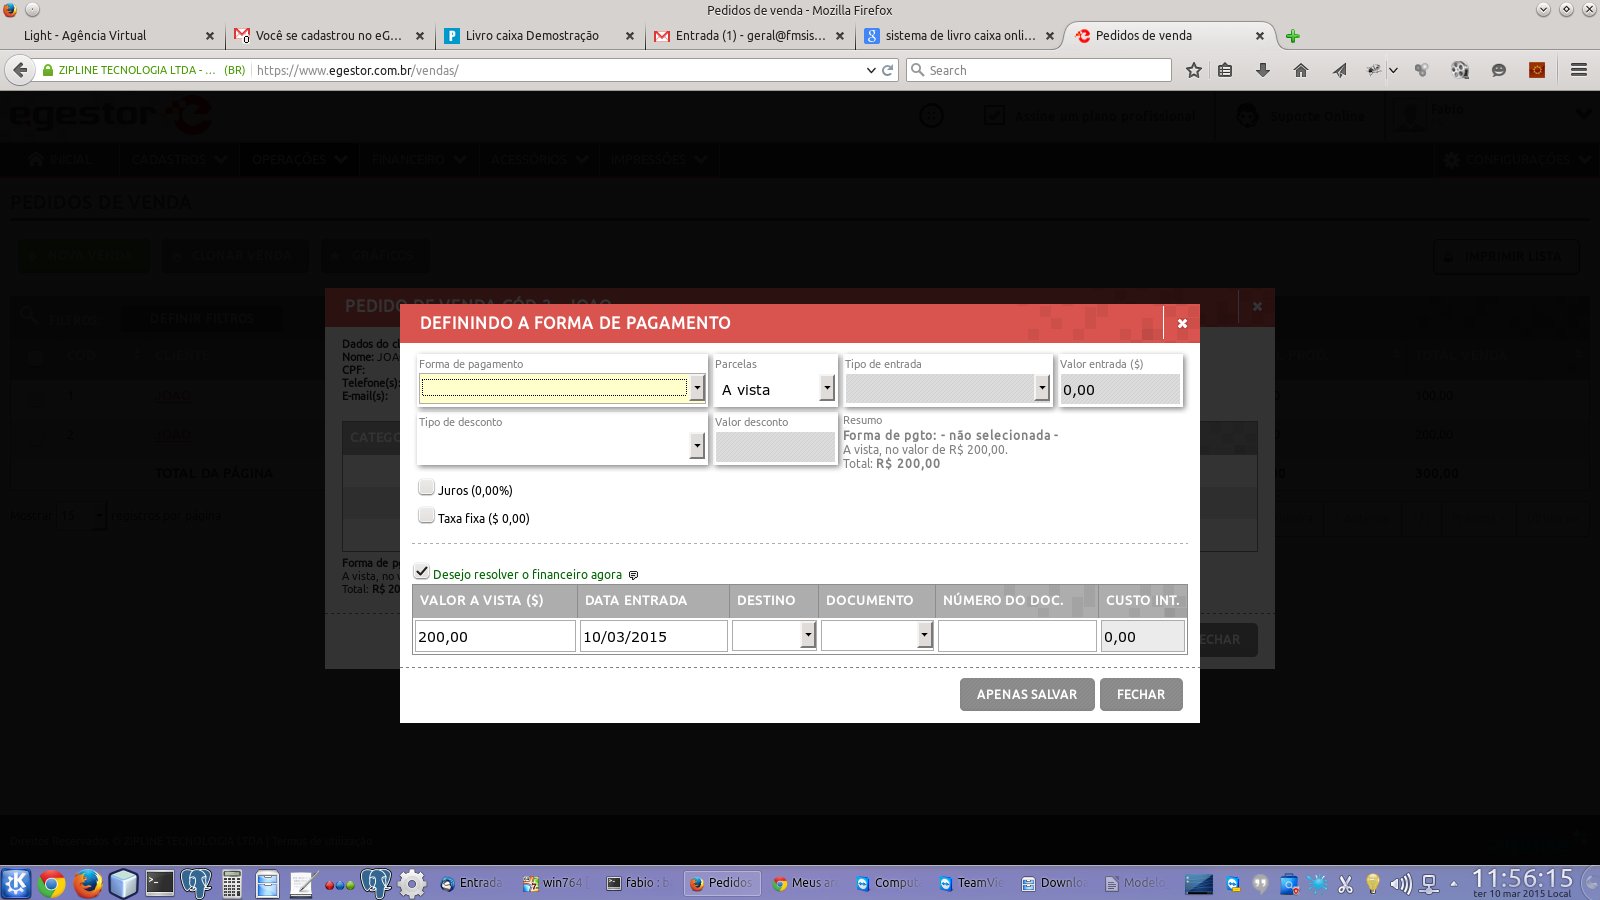 Pedidos de venda - Mozilla Firefox
Light - Agência Virtual
Você se cadastrou no eG...
Livro caixa Demostração
Entrada (1) - geral@fmsis...
sistema de livro caixa onli...
Pedidos de venda
ZIPLINE TECNOLOGIA LTDA - ... (BR)
https://www.egestor.com.br/vendas/
Search
egestor
Assine um plano profissional
Suporte Online
Fabio
INICIAL
CADASTROS
OPERAÇÕES
FINANCEIRO
ACESSÓRIOS
IMPRESSÕES
CONFIGURAÇÕES
PEDIDOS DE VENDA
NOVA VENDA
CLONAR VENDA
GRÁFICOS
IMPRIMIR LISTA
FILTROS:
DEFINIR FILTROS
CÓD
CLIENTE
TOTAL VENDA
1
JOAO
100,00
2
JOAO
200,00
TOTAL DA PÁGINA
300,00
Mostrar 15 registros por página
Dados do cl
Nome: JOA
CPF:
Telefone(s):
E-mail(s):
CATEGO
Forma de pg
A vista, no v
Total: R$ 20
ECHAR
DEFININDO A FORMA DE PAGAMENTO
Forma de pagamento
Parcelas
A vista
Tipo de entrada
Valor entrada ($)
0,00
Tipo de desconto
Valor desconto
Resumo
Forma de pgto: - não selecionada -
A vista, no valor de R$ 200,00.
Total: R$ 200,00
Juros (0,00%)
Taxa fixa ($ 0,00)
Desejo resolver o financeiro agora
VALOR A VISTA ($) DATA ENTRADA DESTINO DOCUMENTO NÚMERO DO DOC. CUSTO INT.
200,00 10/03/2015 0,00
APENAS SALVAR
FECHAR
Direitos Reservados © ZIPLINE TECNOLOGIA LTDA | Termos de utilização
Entrada
win764 [
fabio : b
Pedidos
Meus ar
Comput
TeamVie
Downlo
Modelo_
11:56:15
ter 10 mar 2015 Local